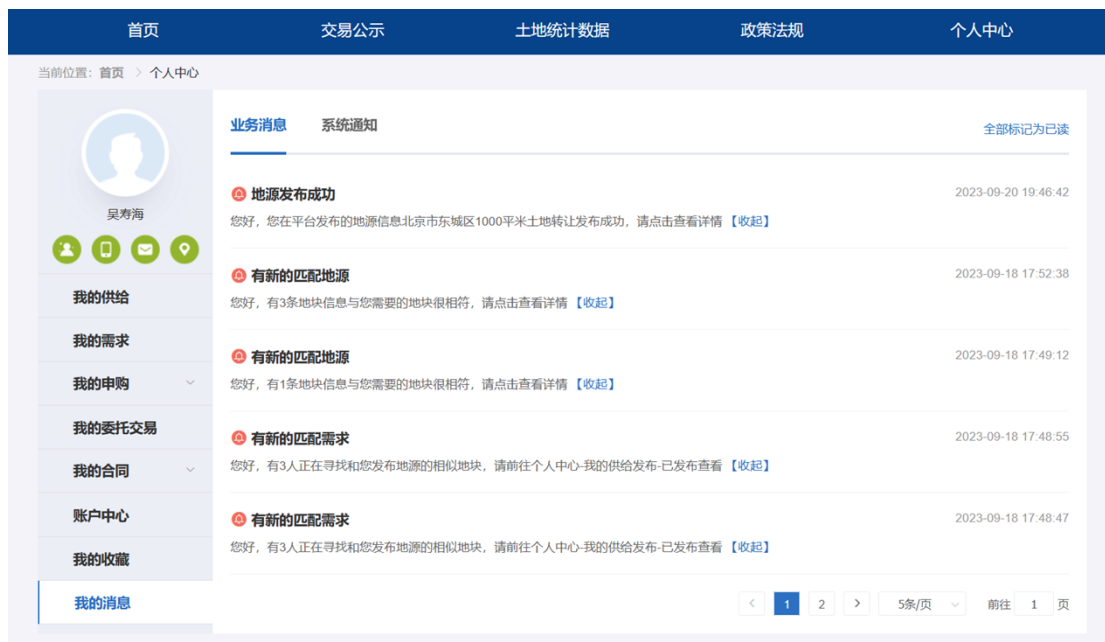 首页 交易公示 土地统计数据 政策法规 个人中心
当前位置：首页 > 个人中心
吴寿海
我的供给
我的需求
我的申购
我的委托交易
我的合同
账户中心
我的收藏
我的消息
业务消息 系统通知 全部标记为已读
地源发布成功 2023-09-20 19:46:42
您好，您在平台发布的地源信息北京市东城区1000平米土地转让发布成功，请点击查看详情【收起】
有新的匹配地源 2023-09-18 17:52:38
您好，有3条地块信息与您需要的地块很相符，请点击查看详情【收起】
有新的匹配地源 2023-09-18 17:49:12
您好，有1条地块信息与您需要的地块很相符，请点击查看详情【收起】
有新的匹配需求 2023-09-18 17:48:55
您好，有3人正在寻找和您发布地源的相似地块，请前往个人中心-我的供给发布-已发布查看【收起】
有新的匹配需求 2023-09-18 17:48:47
您好，有3人正在寻找和您发布地源的相似地块，请前往个人中心-我的供给发布-已发布查看【收起】
< 1 2 > 5条/页 前往 1 页